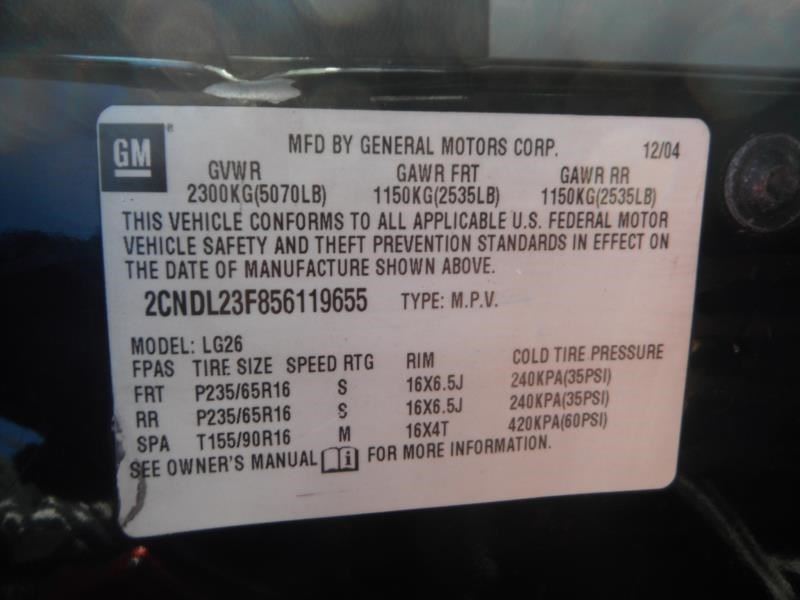 GM®
MFD BY GENERAL MOTORS CORP. 12/04
GVWR GAWR FRT GAWR RR
2300KG(5070LB) 1150KG(2535LB) 1150KG(2535LB)
THIS VEHICLE CONFORMS TO ALL APPLICABLE U.S. FEDERAL MOTOR
VEHICLE SAFETY AND THEFT PREVENTION STANDARDS IN EFFECT ON
THE DATE OF MANUFACTURE SHOWN ABOVE.
2CNDL23F856119655 TYPE: M.P.V.
MODEL: LG26
FPAS TIRE SIZE SPEED RTG RIM COLD TIRE PRESSURE
FRT P235/65R16 S 16X6.5J 240KPA(35PSI)
RR P235/65R16 S 16X6.5J 240KPA(35PSI)
SPA T155/90R16 M 16X4T 420KPA(60PSI)
SEE OWNER'S MANUAL i FOR MORE INFORMATION.